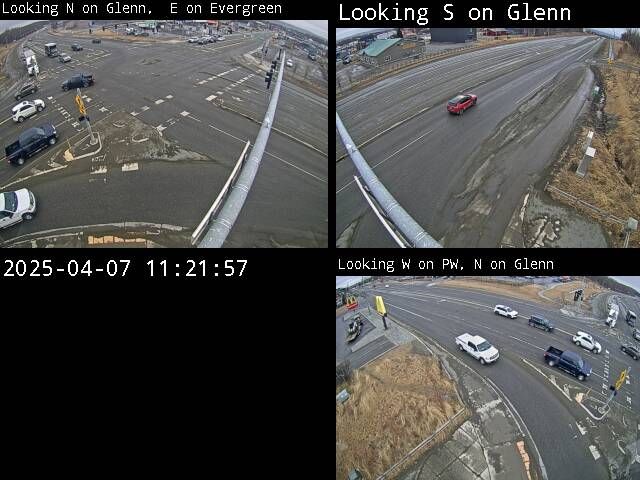 Looking N on Glenn,  E on Evergreen
Looking S on Glenn
2025-04-07 11:21:57
Looking W on PW, N on Glenn